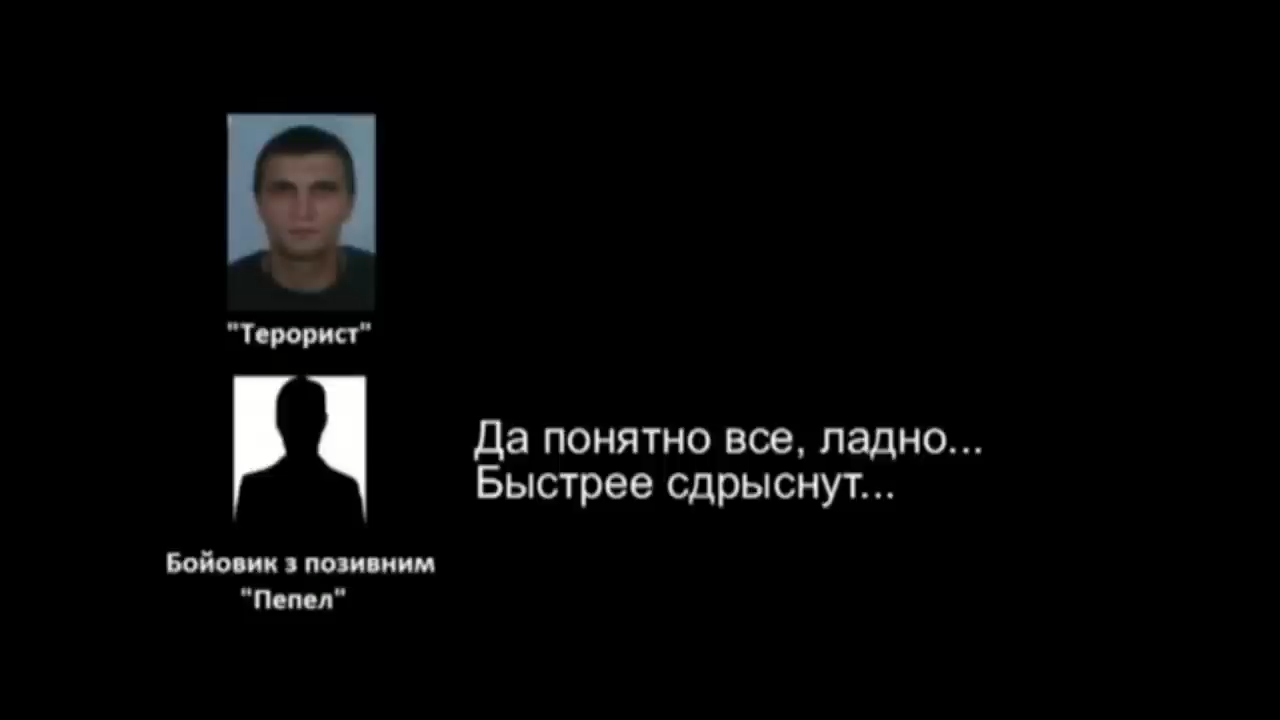 "Терорист"
Да понятно все, ладно...
Быстрее сдрыснут...
Бойовик з позивним
"Пепел"